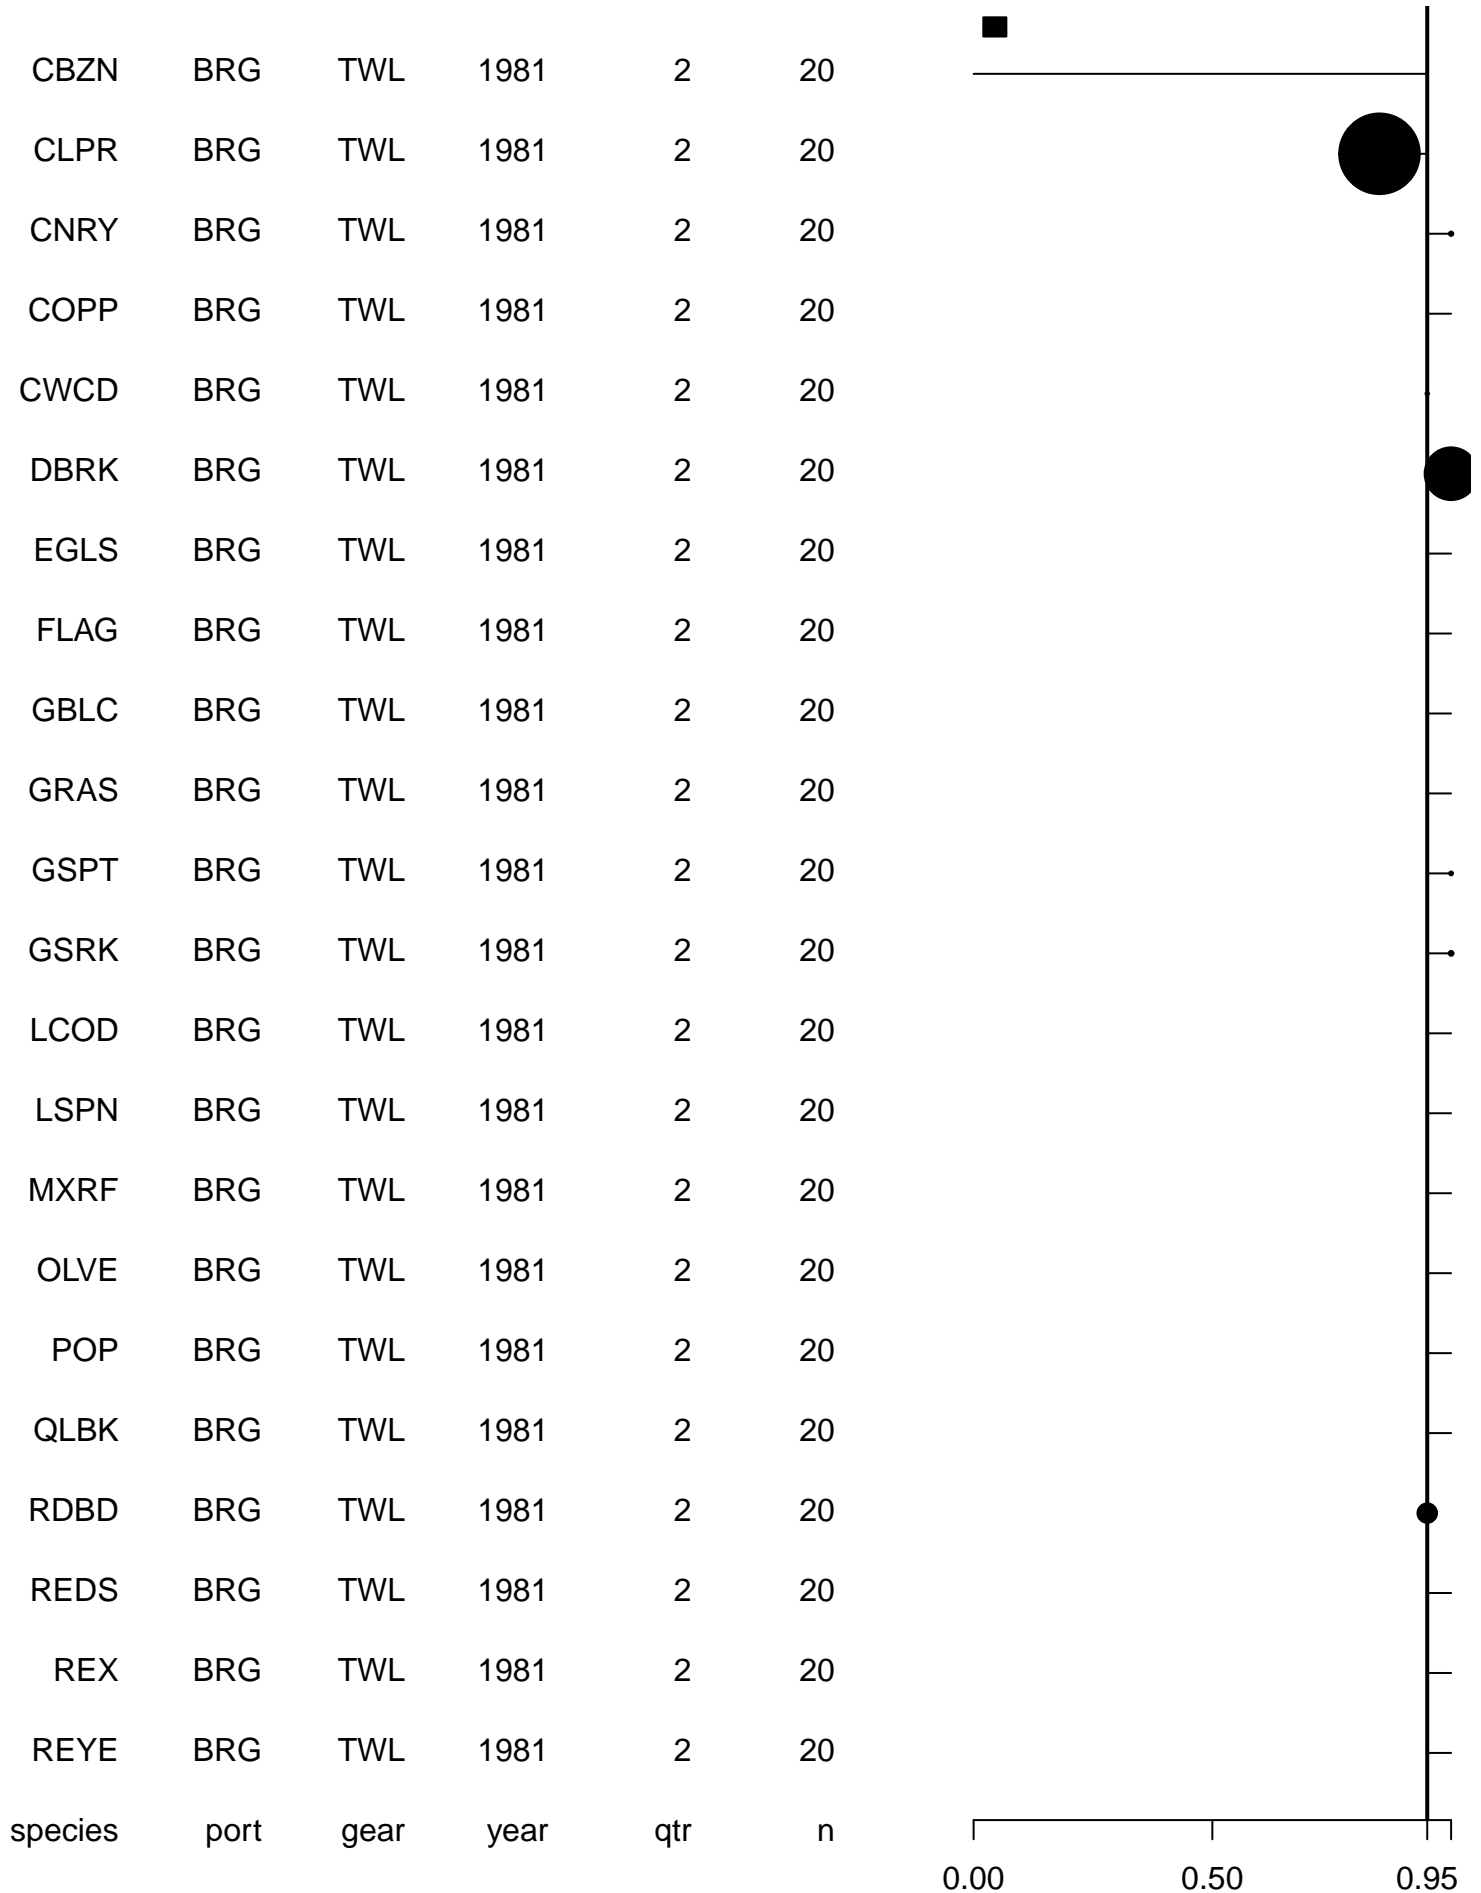 CBZN BRG TWL 1981 2 20
CLPR BRG TWL 1981 2 20
CNRY BRG TWL 1981 2 20
COPP BRG TWL 1981 2 20
CWCD BRG TWL 1981 2 20
DBRK BRG TWL 1981 2 20
EGLS BRG TWL 1981 2 20
FLAG BRG TWL 1981 2 20
GBLC BRG TWL 1981 2 20
GRAS BRG TWL 1981 2 20
GSPT BRG TWL 1981 2 20
GSRK BRG TWL 1981 2 20
LCOD BRG TWL 1981 2 20
LSPN BRG TWL 1981 2 20
MXRF BRG TWL 1981 2 20
OLVE BRG TWL 1981 2 20
POP BRG TWL 1981 2 20
QLBK BRG TWL 1981 2 20
RDBD BRG TWL 1981 2 20
REDS BRG TWL 1981 2 20
REX BRG TWL 1981 2 20
REYE BRG TWL 1981 2 20
species port gear year qtr n
0.00 0.50 0.95